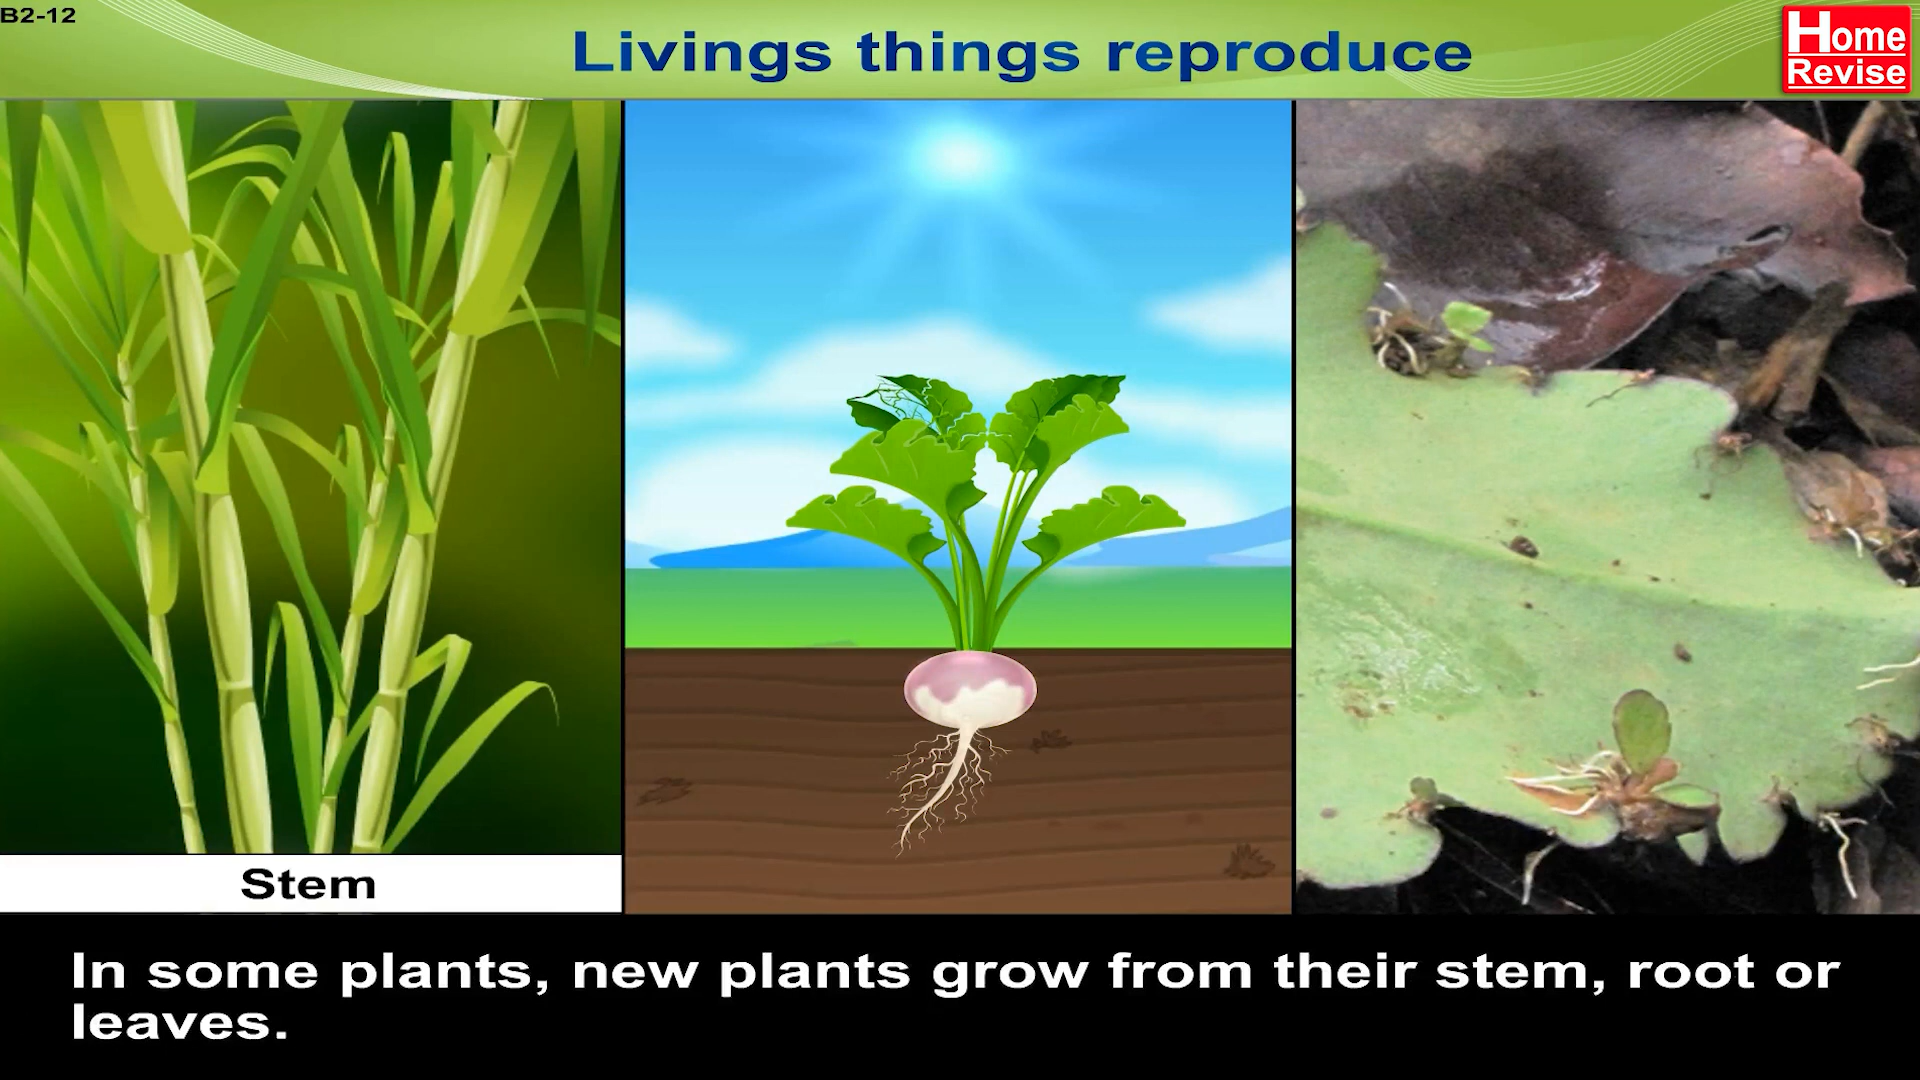 B2-12
Livings things reproduce
Home
Revise
Stem
In some plants, new plants grow from their stem, root or
leaves.